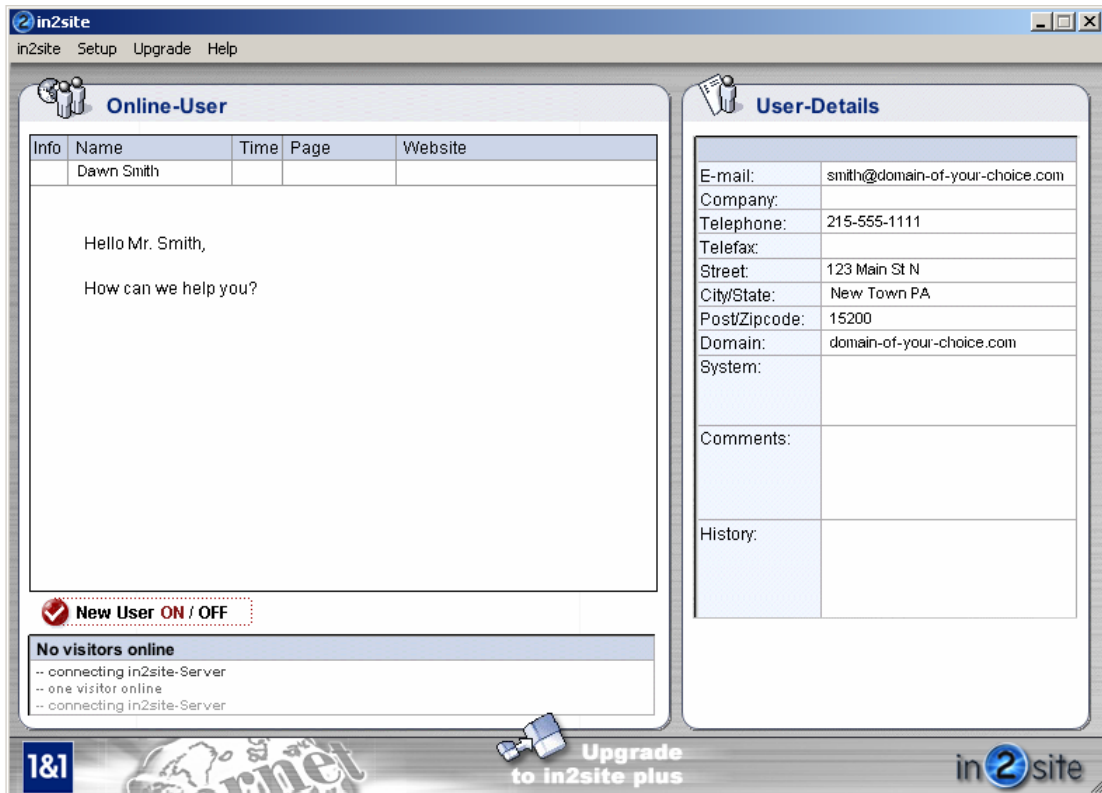 in2site
in2site Setup Upgrade Help
Online-User
Info Name Time Page Website
Dawn Smith
Hello Mr. Smith,
How can we help you?
New User ON / OFF
No visitors online
-- connecting in2site-Server
-- one visitor online
-- connecting in2site-Server
User-Details
E-mail: smith@domain-of-your-choice.com
Company:
Telephone: 215-555-1111
Telefax:
Street: 123 Main St N
City/State: New Town PA
Post/Zipcode: 15200
Domain: domain-of-your-choice.com
System:
Comments:
History:
1&1
Upgrade
to in2site plus
in2site